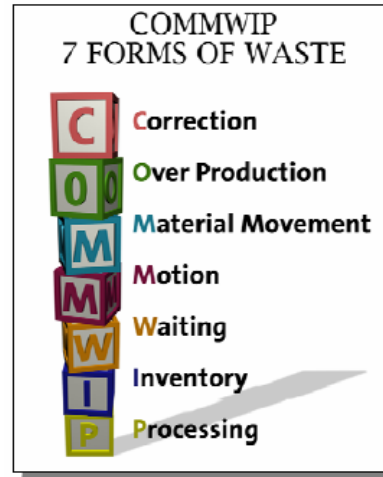 COMMWIP
7 FORMS OF WASTE
C Correction
O O Over Production
M Material Movement
M M Motion
W Waiting
I Inventory
P Processing